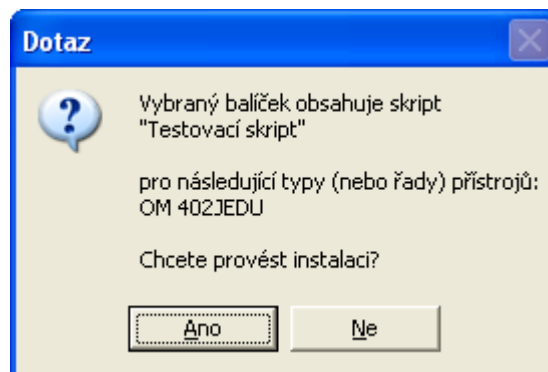 Dotaz
Vybraný balíček obsahuje skript
"Testovací skript"
pro následující typy (nebo řady) přístrojů:
OM 402JEDU
Chcete provést instalaci?
Ano
Ne